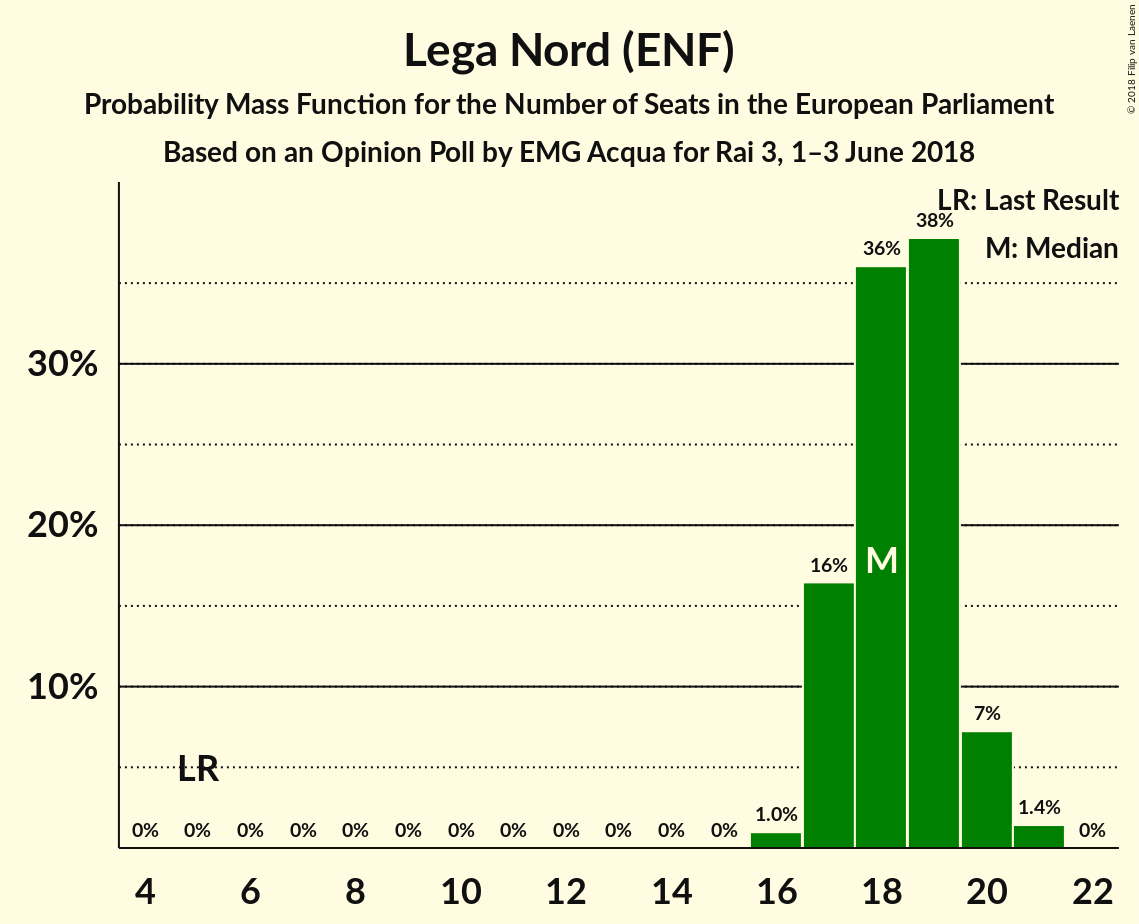 Lega Nord (ENF)
Probability Mass Function for the Number of Seats in the European Parliament
Based on an Opinion Poll by EMG Acqua for Rai 3, 1–3 June 2018
© 2018 Filip van Laenen
LR: Last Result
M: Median
38%
36%
30%
20%
16%
M
10%
7%
LR
1.4%
1.0%
0% 0% 0% 0% 0% 0% 0% 0% 0% 0% 0% 0% 0%
4 6 8 10 12 14 16 18 20 22